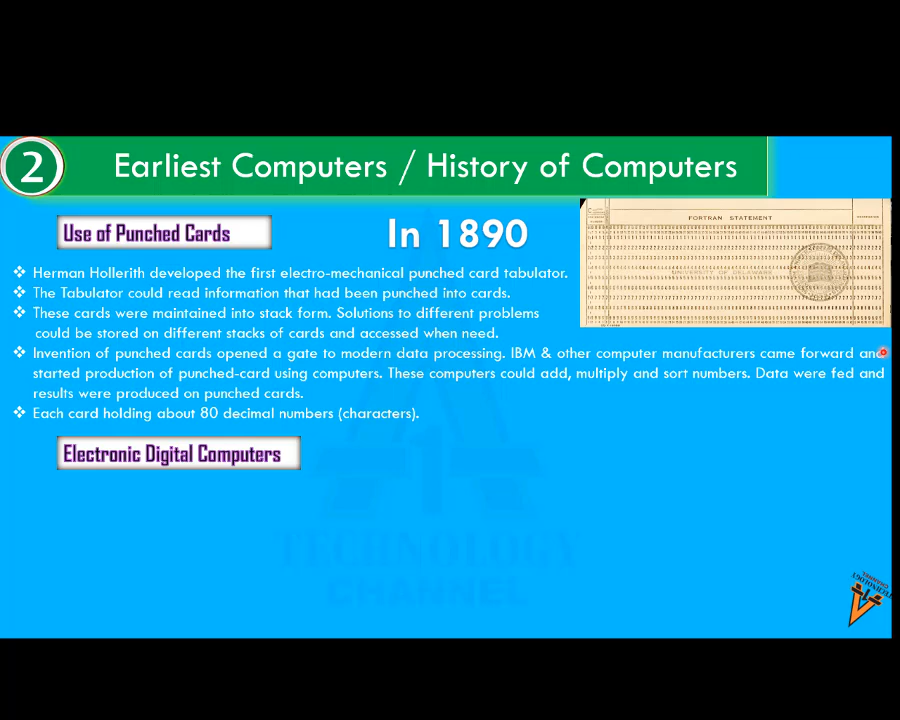 2
Earliest Computers / History of Computers
Use of Punched Cards
In 1890
FORTRAN STATEMENT
UNIVERSITY OF DELAWARE
❖ Herman Hollerith developed the first electro-mechanical punched card tabulator.
❖ The Tabulator could read information that had been punched into cards.
❖ These cards were maintained into stack form. Solutions to different problems
could be stored on different stacks of cards and accessed when need.
❖ Invention of punched cards opened a gate to modern data processing. IBM & other computer manufacturers came forward and
started production of punched-card using computers. These computers could add, multiply and sort numbers. Data were fed and
results were produced on punched cards.
❖ Each card holding about 80 decimal numbers (characters).
Electronic Digital Computers
TECHNOLOGY
CHANNEL
TECHNOLOGY
CHANNEL